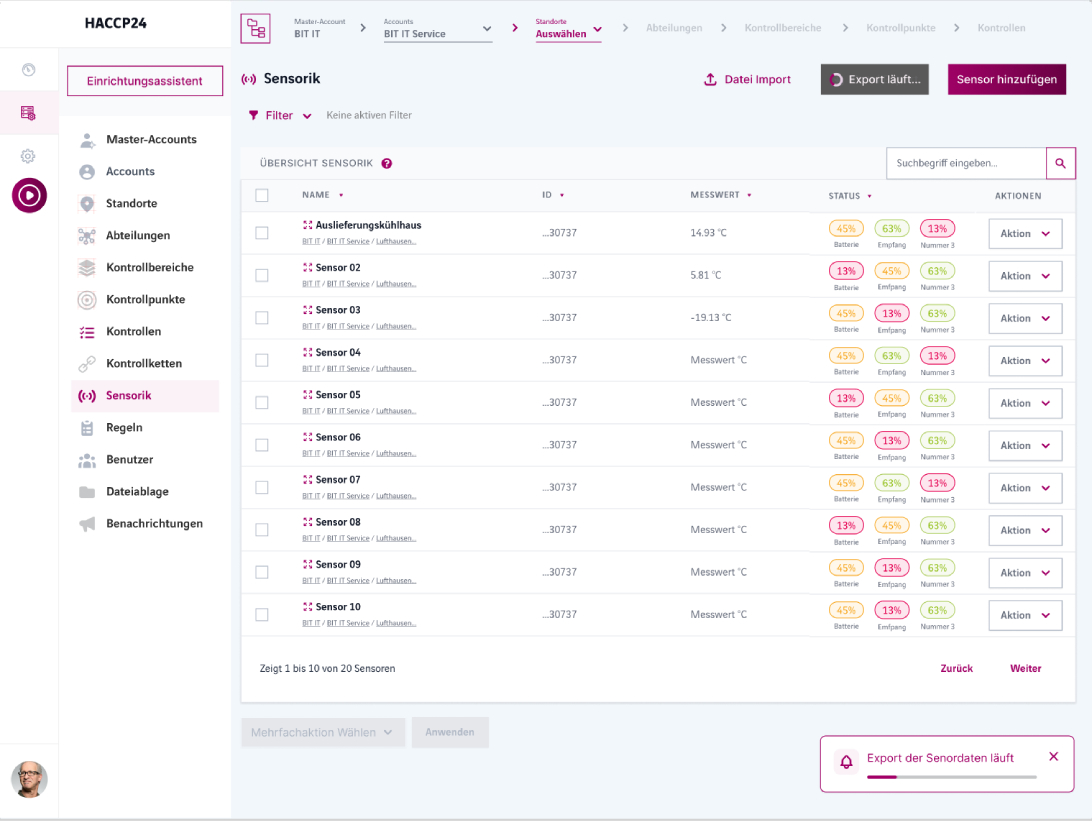 HACCP24
Master-Account
BIT IT
Accounts
BIT IT Service
Standorte
Auswählen
Abteilungen
Kontrollbereiche
Kontrollpunkte
Kontrollen
Einrichtungsassistent
Master-Accounts
Accounts
Standorte
Abteilungen
Kontrollbereiche
Kontrollpunkte
Kontrollen
Kontrollketten
Sensorik
Regeln
Benutzer
Dateiablage
Benachrichtungen
Sensorik
Datei Import
Export läuft...
Sensor hinzufügen
Filter
Keine aktiven Filter
ÜBERSICHT SENSORIK ?
Suchbegriff eingeben...
NAME ID MESSWERT STATUS AKTIONEN
Auslieferungskühlhaus
BIT IT / BIT IT Service / Lufthausen...
...30737 14.93 °C 45% 63% 13% Aktion
Batterie Empfang Nummer 3
Sensor 02
BIT IT / BIT IT Service / Lufthausen...
...30737 5.81 °C 13% 45% 63% Aktion
Batterie Emfpang Nummer 3
Sensor 03
BIT IT / BIT IT Service / Lufthausen...
...30737 -19.13 °C 45% 13% 63% Aktion
Batterie Emfpang Nummer 3
Sensor 04
BIT IT / BIT IT Service / Lufthausen...
...30737 Messwert °C 45% 63% 13% Aktion
Batterie Empfang Nummer 3
Sensor 05
BIT IT / BIT IT Service / Lufthausen...
...30737 Messwert °C 13% 45% 63% Aktion
Batterie Emfpang Nummer 3
Sensor 06
BIT IT / BIT IT Service / Lufthausen...
...30737 Messwert °C 45% 13% 63% Aktion
Batterie Emfpang Nummer 3
Sensor 07
BIT IT / BIT IT Service / Lufthausen...
...30737 Messwert °C 45% 63% 13% Aktion
Batterie Empfang Nummer 3
Sensor 08
BIT IT / BIT IT Service / Lufthausen...
...30737 Messwert °C 13% 45% 63% Aktion
Batterie Emfpang Nummer 3
Sensor 09
BIT IT / BIT IT Service / Lufthausen...
...30737 Messwert °C 45% 13% 63% Aktion
Batterie Emfpang Nummer 3
Sensor 10
BIT IT / BIT IT Service / Lufthausen...
...30737 Messwert °C 45% 13% 63% Aktion
Batterie Emfpang Nummer 3
Zeigt 1 bis 10 von 20 Sensoren
Zurück
Weiter
Mehrfachaktion Wählen
Anwenden
Export der Senordaten läuft